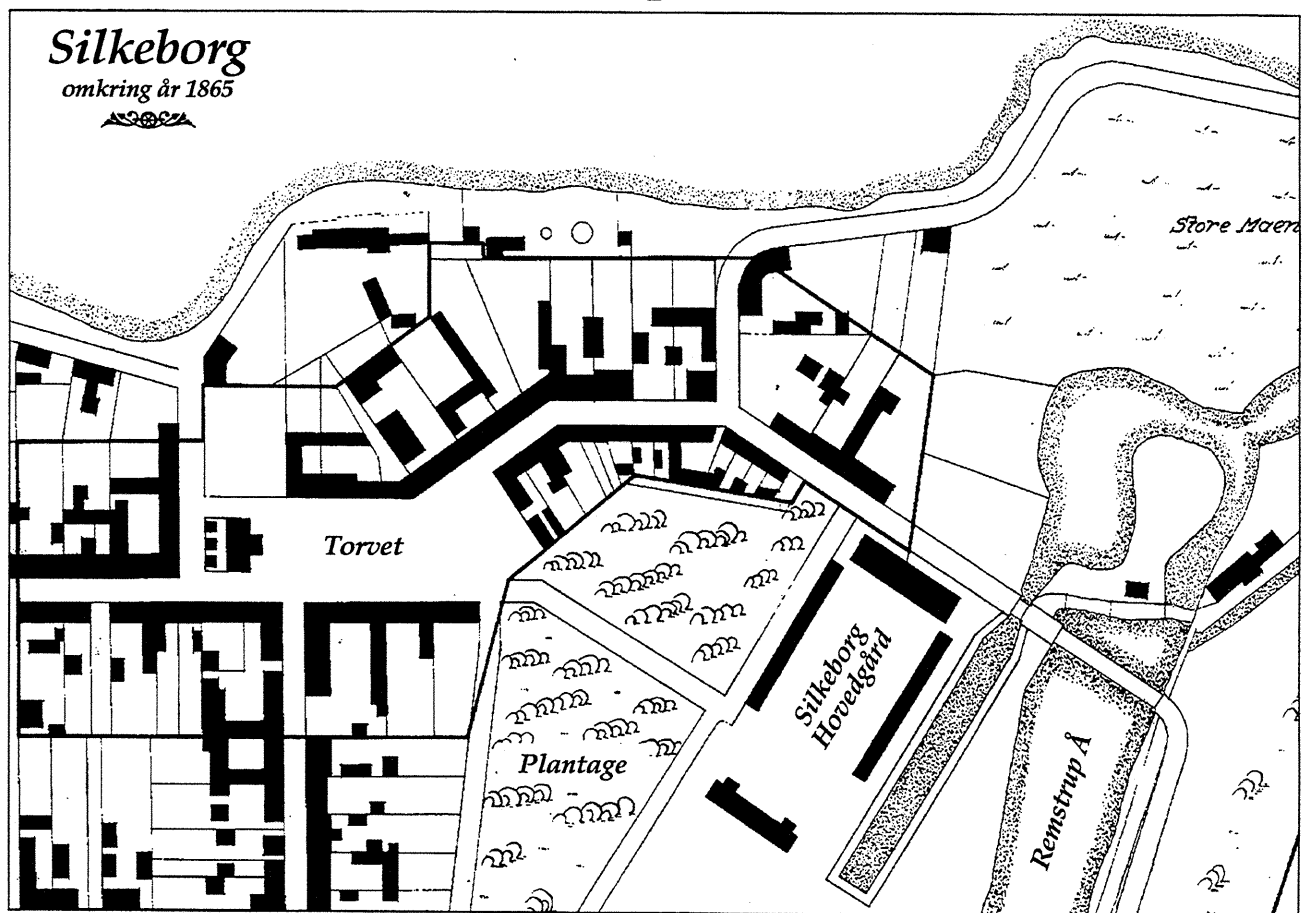 Silkeborg
omkring år 1865
Store Maen
Torvet
Silkeborg
Hovedgård
Plantage
Remstrup Å